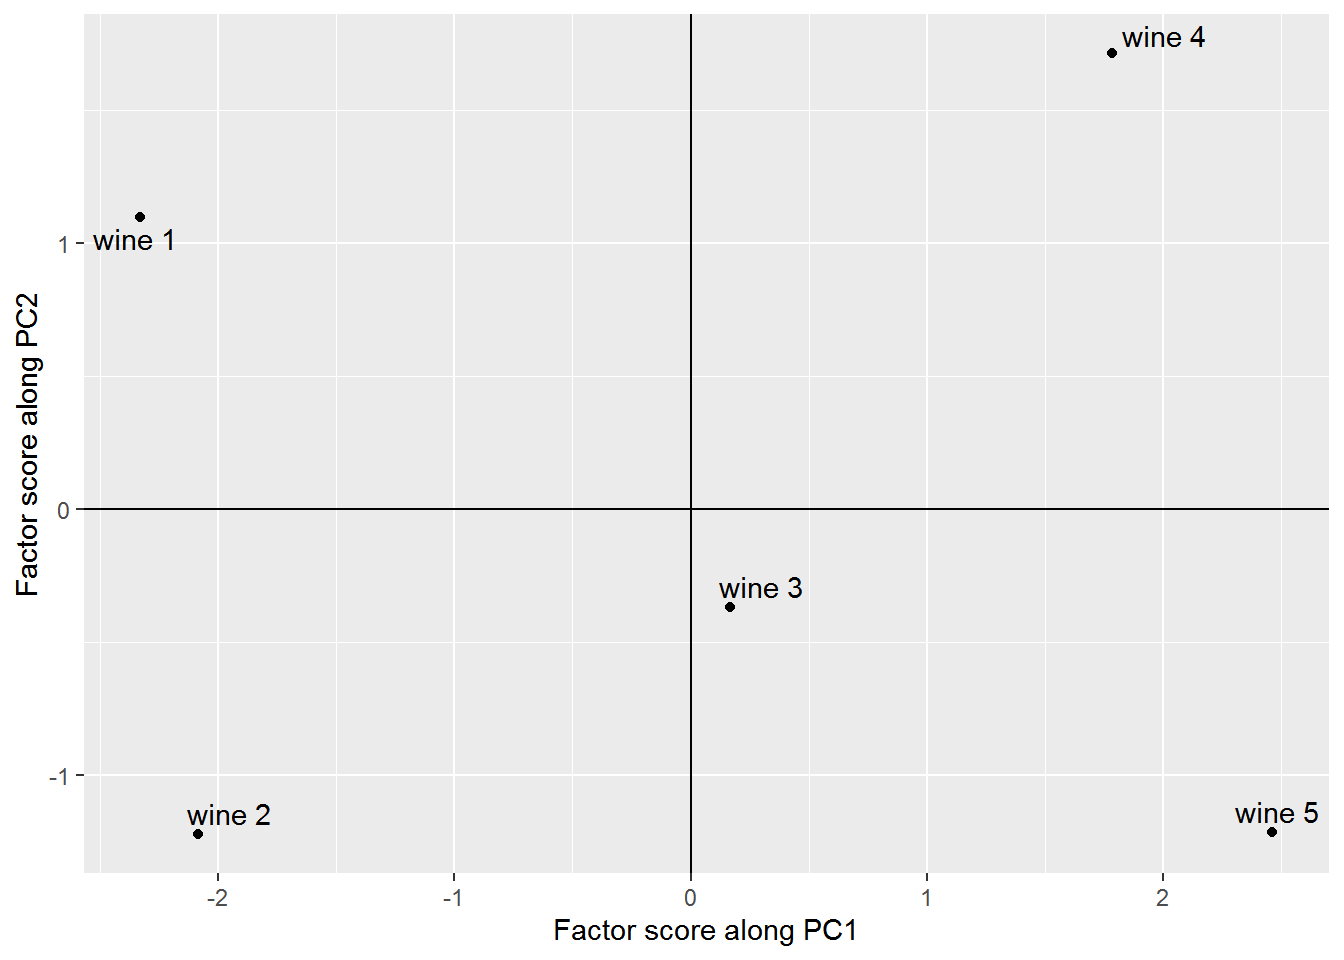 wine 4
wine 1
wine 3
wine 2
wine 5
1
0
-1
-2
-1
0
1
2
Factor score along PC1
Factor score along PC2